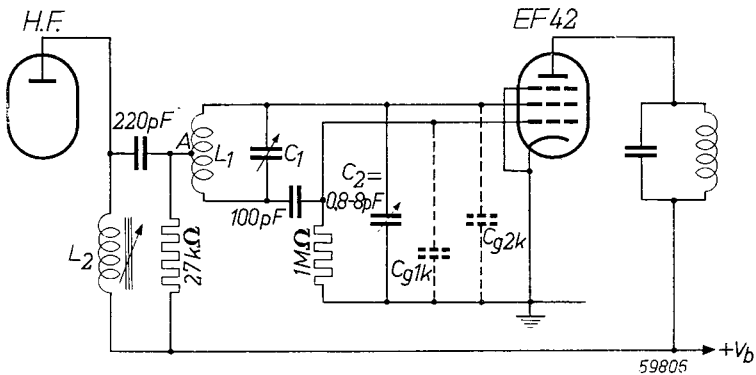 H.F.
EF42
220pF
A
L1
C1
C2=
0,8-8pF
100pF
L2
27kΩ
1MΩ
Cg1k
Cg2k
+Vb
59806